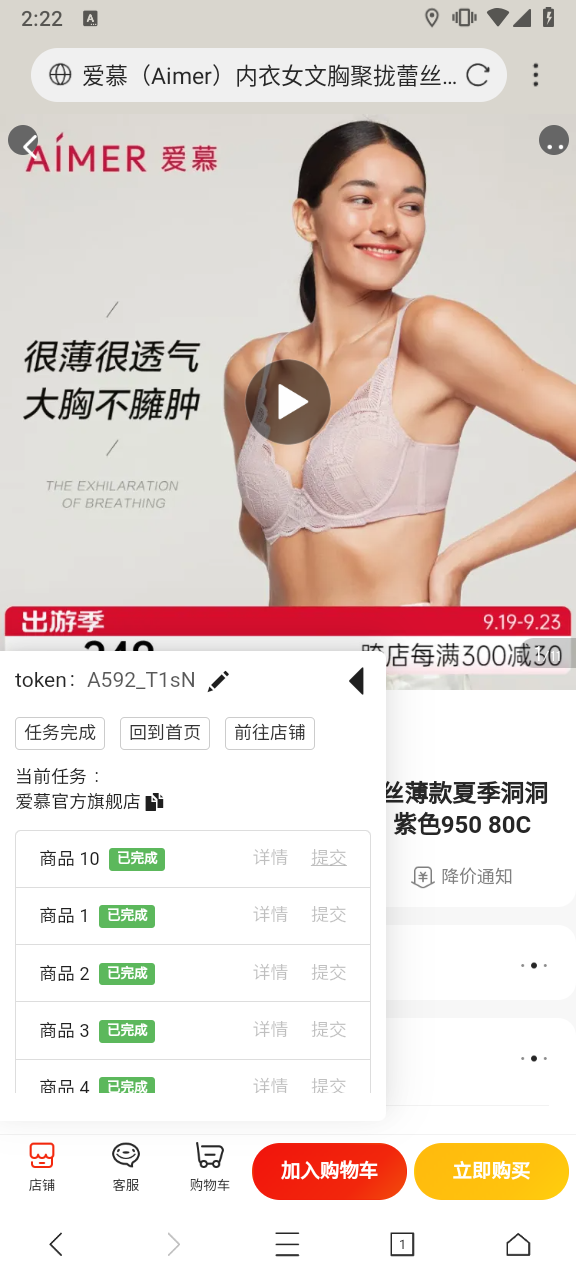 2:22
A
爱慕（Aimer）内衣女文胸聚拢蕾丝...
AIMER 爱慕
很薄很透气
大胸不臃肿
THE EXHILARATION
OF BREATHING
出游季
9.19-9.23
跨店每满300减30
token： A592_T1sN
任务完成
回到首页
前往店铺
当前任务 ：
爱慕官方旗舰店
丝薄款夏季洞洞
紫色950 80C
降价通知
商品 10 已完成 详情 提交
商品 1 已完成 详情 提交
商品 2 已完成 详情 提交
商品 3 已完成 详情 提交
商品 4 已完成 详情 提交
店铺
客服
购物车
加入购物车
立即购买
1